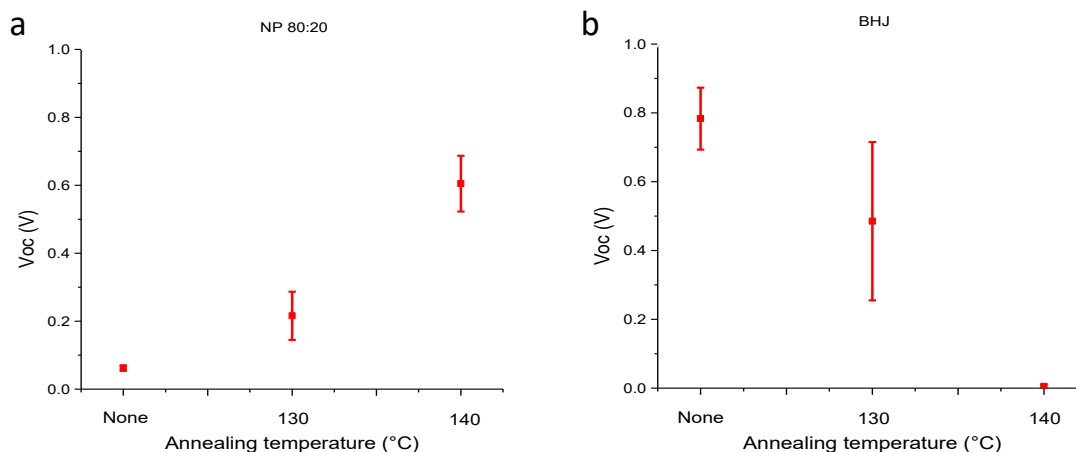 a
NP 80:20
1.0
0.8
0.6
0.4
0.2
0.0
Voc (V)
None
130
140
Annealing temperature (°C)
b
BHJ
1.0
0.8
0.6
0.4
0.2
0.0
Voc (V)
None
130
140
Annealing temperature (°C)